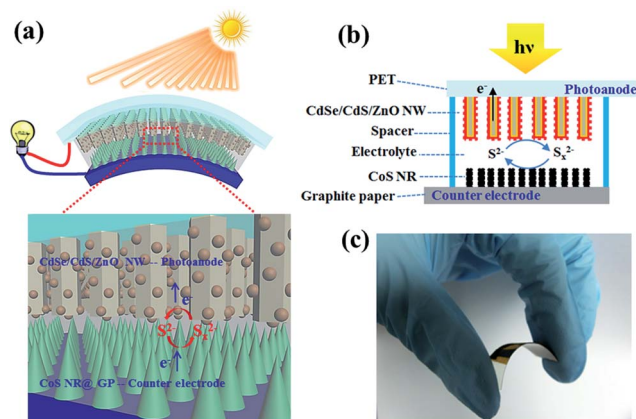 (a)
CdSe/CdS/ZnO NW -- Photoanode
e⁻
S²⁻
Sₓ²⁻
e⁻
CoS NR@ GP -- Counter electrode
(b)
hν
PET
e⁻
Photoanode
CdSe/CdS/ZnO NW
Spacer
Electrolyte
S²⁻
Sₓ²⁻
CoS NR
Graphite paper
Counter electrode
(c)